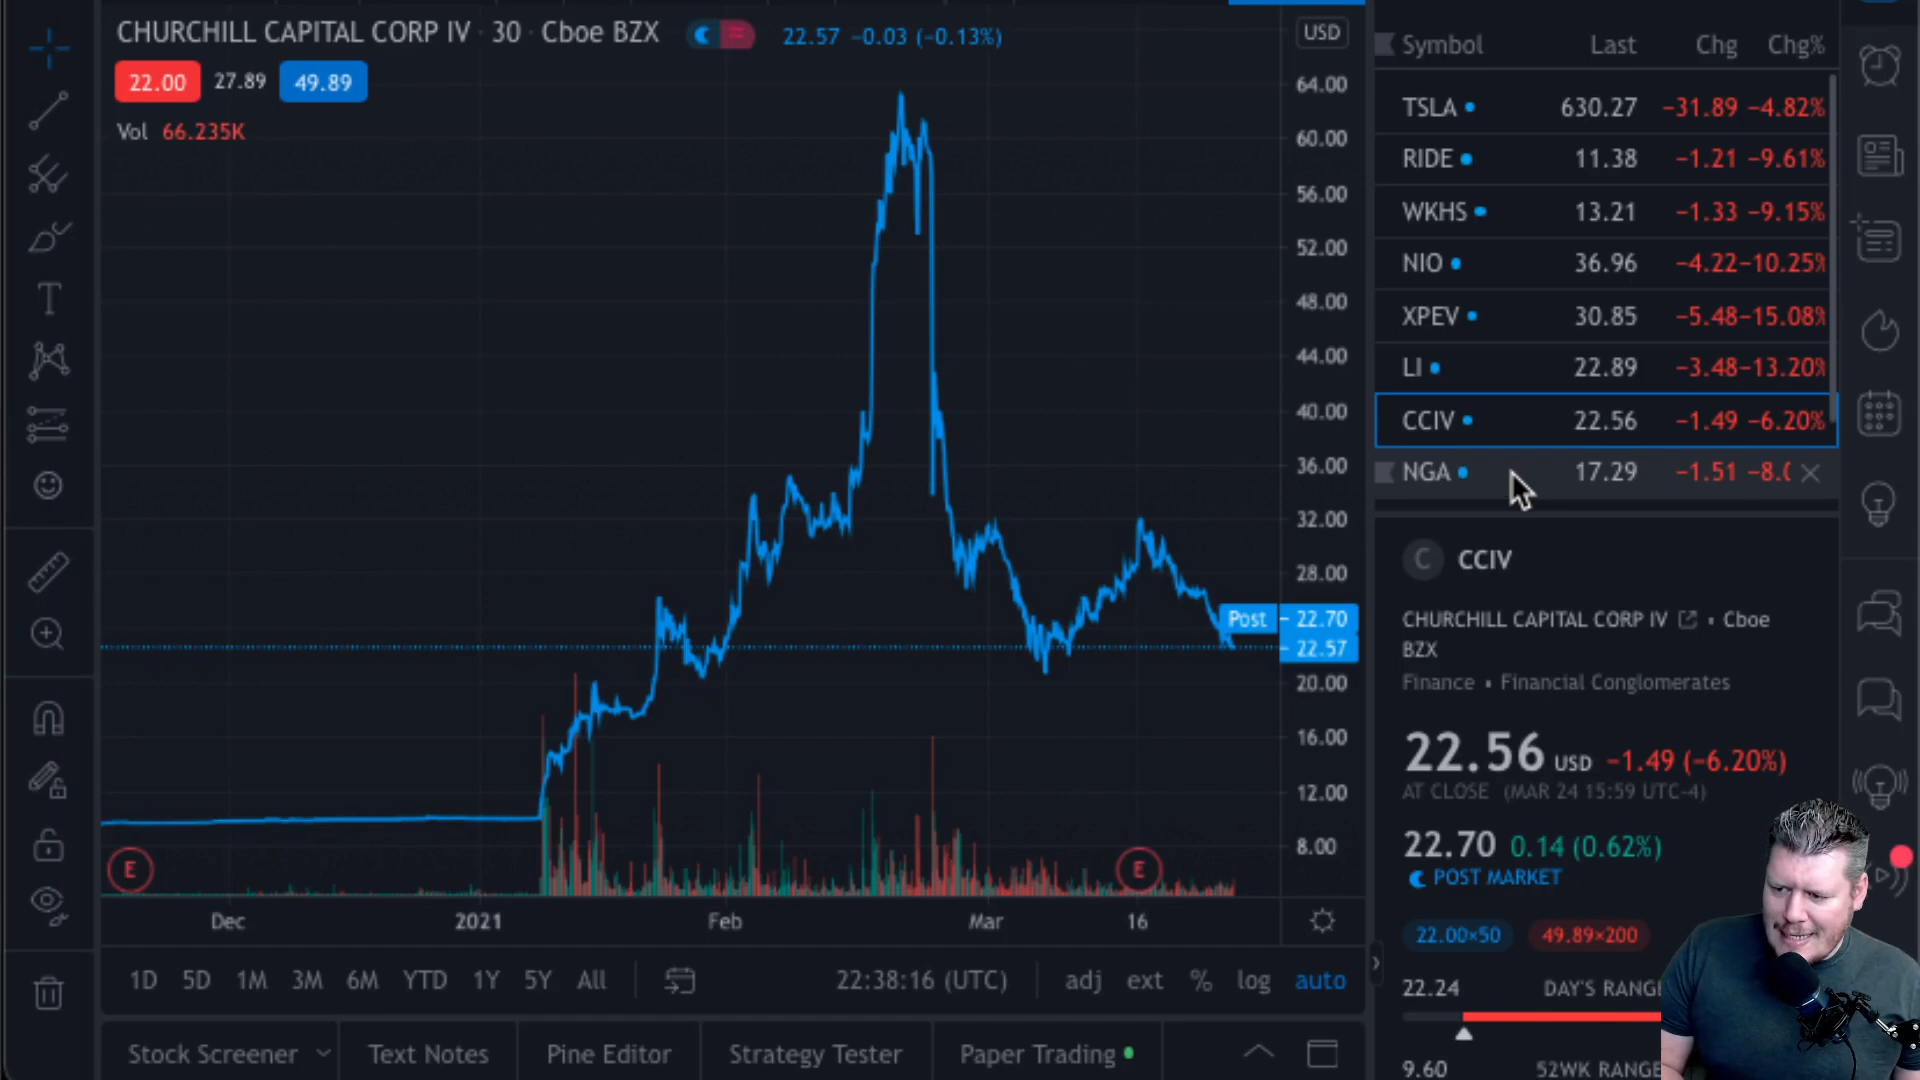 CHURCHILL CAPITAL CORP IV · 30 · Cboe BZX 22.57 −0.03 (−0.13%)
22.00 27.89 49.89
Vol 66.235K
USD
64.00
60.00
56.00
52.00
48.00
44.00
40.00
36.00
32.00
28.00
Post 22.70
22.57
20.00
16.00
12.00
8.00
E E
Dec 2021 Feb Mar 16
1D 5D 1M 3M 6M YTD 1Y 5Y All 22:38:16 (UTC) adj ext % log auto
Stock Screener Text Notes Pine Editor Strategy Tester Paper Trading
Symbol Last Chg Chg%
TSLA 630.27 −31.89 −4.82%
RIDE 11.38 −1.21 −9.61%
WKHS 13.21 −1.33 −9.15%
NIO 36.96 −4.22 −10.25%
XPEV 30.85 −5.48 −15.08%
LI 22.89 −3.48 −13.20%
CCIV 22.56 −1.49 −6.20%
NGA 17.29 −1.51
C CCIV
CHURCHILL CAPITAL CORP IV · Cboe
BZX
Finance • Financial Conglomerates
22.56 USD −1.49 (−6.20%)
AT CLOSE (MAR 24 15:59 UTC-4)
22.70 0.14 (0.62%)
POST MARKET
22.00×50 49.89×200
22.24 DAY'S RANGE
9.60 52WK RANGE